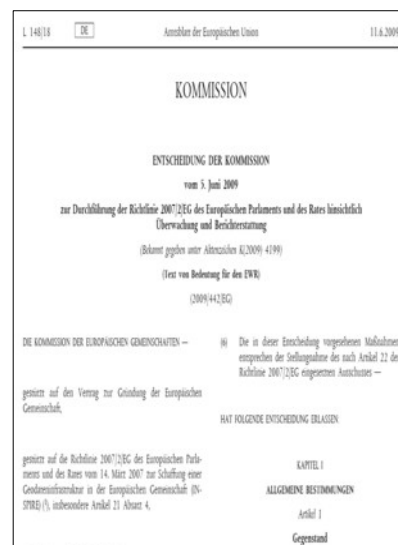 L 148/18 DE Amtsblatt der Europäischen Union 11.6.2009
KOMMISSION
ENTSCHEIDUNG DER KOMMISSION
vom 5. Juni 2009
zur Durchführung der Richtlinie 2007/2/EG des Europäischen Parlaments und des Rates hinsichtlich
Überwachung und Berichterstattung
(Bekannt gegeben unter Aktenzeichen K(2009) 4199)
(Text von Bedeutung für den EWR)
(2009/442/EG)
DIE KOMMISSION DER EUROPÄISCHEN GEMEINSCHAFTEN —
gestützt auf den Vertrag zur Gründung der Europäischen
Gemeinschaft,
gestützt auf die Richtlinie 2007/2/EG des Europäischen Parla-
ments und des Rates vom 14. März 2007 zur Schaffung einer
Geodateninfrastruktur in der Europäischen Gemeinschaft (IN-
SPIRE) (¹), insbesondere Artikel 21 Absatz 4,
(6) Die in dieser Entscheidung vorgesehenen Maßnahmen
entsprechen der Stellungnahme des nach Artikel 22 der
Richtlinie 2007/2/EG eingesetzten Ausschusses —
HAT FOLGENDE ENTSCHEIDUNG ERLASSEN:
KAPITEL I
ALLGEMEINE BESTIMMUNGEN
Artikel 1
Gegenstand